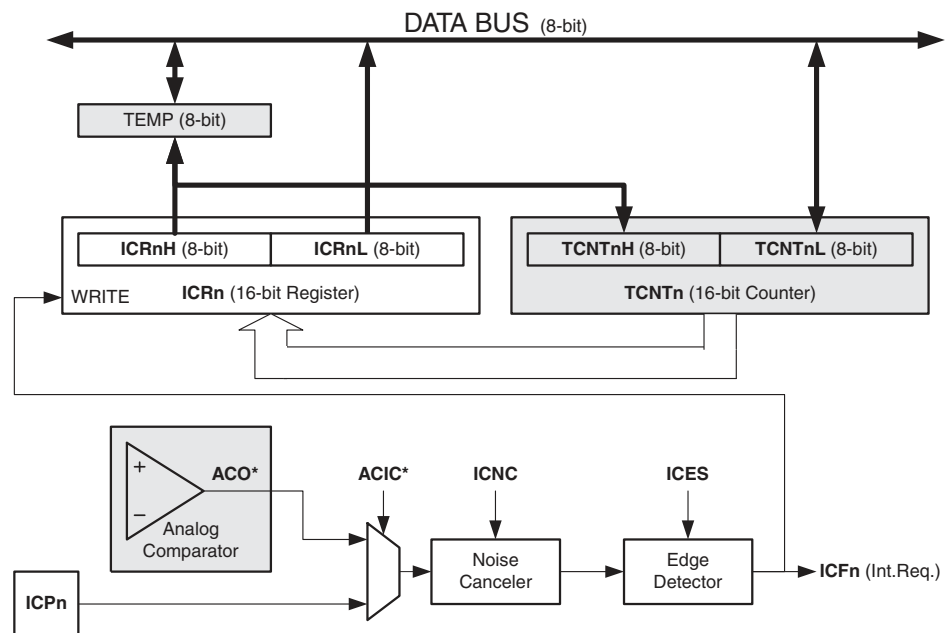 DATA BUS (8-bit)
TEMP (8-bit)
ICRnH (8-bit)
ICRnL (8-bit)
TCNTnH (8-bit)
TCNTnL (8-bit)
WRITE
ICRn (16-bit Register)
TCNTn (16-bit Counter)
+
−
ACO*
Analog
Comparator
ACIC*
ICNC
ICES
Noise
Canceler
Edge
Detector
ICFn (Int.Req.)
ICPn